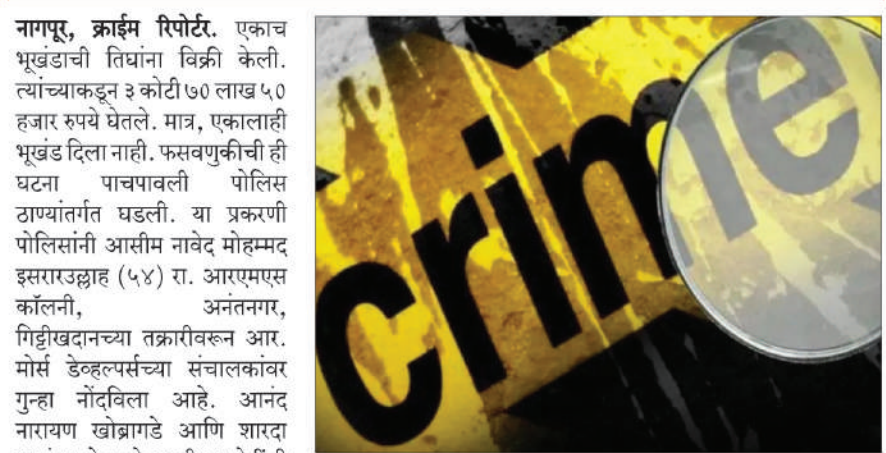 नागपूर, क्राईम रिपोर्टर. एकाच
भूखंडाची तिघांना विक्री केली.
त्यांच्याकडून ३ कोटी ७० लाख ५०
हजार रुपये घेतले. मात्र, एकालाही
भूखंड दिला नाही. फसवणुकीची ही
घटना पाचपावली पोलिस
ठाण्यांतर्गत घडली. या प्रकरणी
पोलिसांनी आसीम नावेद मोहम्मद
इसरारउल्लाह (५४) रा. आरएमएस
कॉलनी, अनंतनगर,
गिट्टीखदानच्या तक्रारीवरून आर.
मोर्स डेव्हल्पर्सच्या संचालकांवर
गुन्हा नोंदविला आहे. आनंद
नारायण खोब्रागडे आणि शारदा
crime